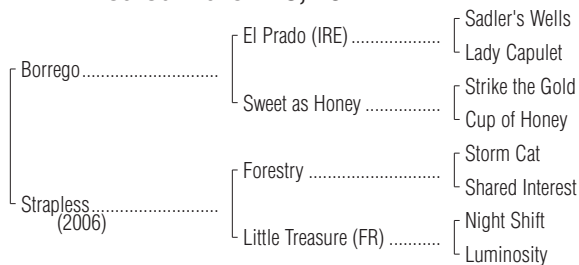 Sadler's Wells
El Prado (IRE) ....................
Lady Capulet
Borrego..................................
Strike the Gold
Sweet as Honey .................
Cup of Honey
Storm Cat
Forestry ..............................
Shared Interest
Strapless................................
(2006)
Night Shift
Little Treasure (FR) ...........
Luminosity